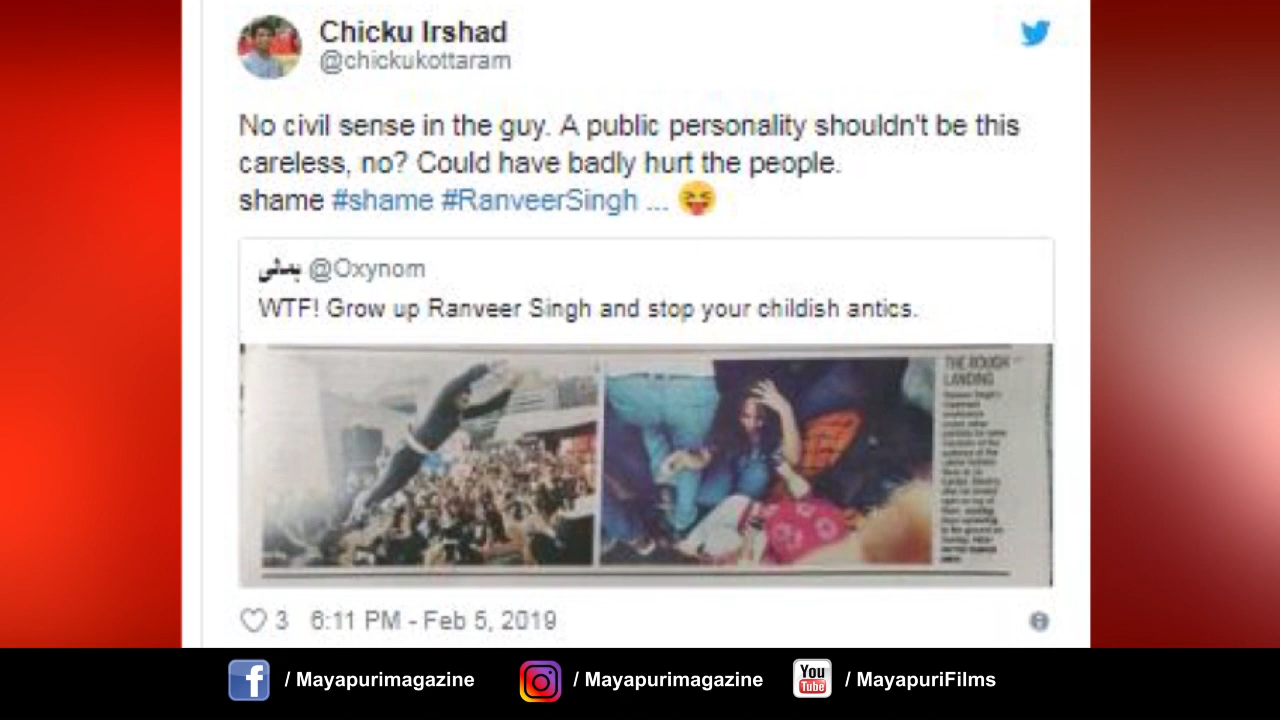 Chicku Irshad
@chickukottaram
No civil sense in the guy. A public personality shouldn't be this
careless, no? Could have badly hurt the people.
shame #shame #RanveerSingh ... 😝
@Oxynom
WTF! Grow up Ranveer Singh and stop your childish antics.
THE ROUGH
LANDING
3 6:11 PM - Feb 5, 2019
/ Mayapurimagazine
/ Mayapurimagazine
You
Tube
/ MayapuriFilms